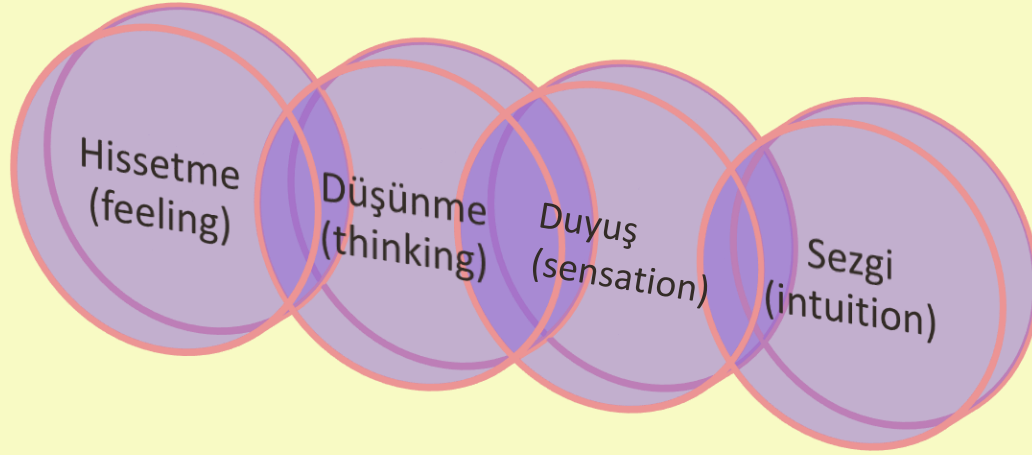 Hissetme
(feeling)
Düşünme
(thinking)
Duyuş
(sensation)
Sezgi
(intuition)